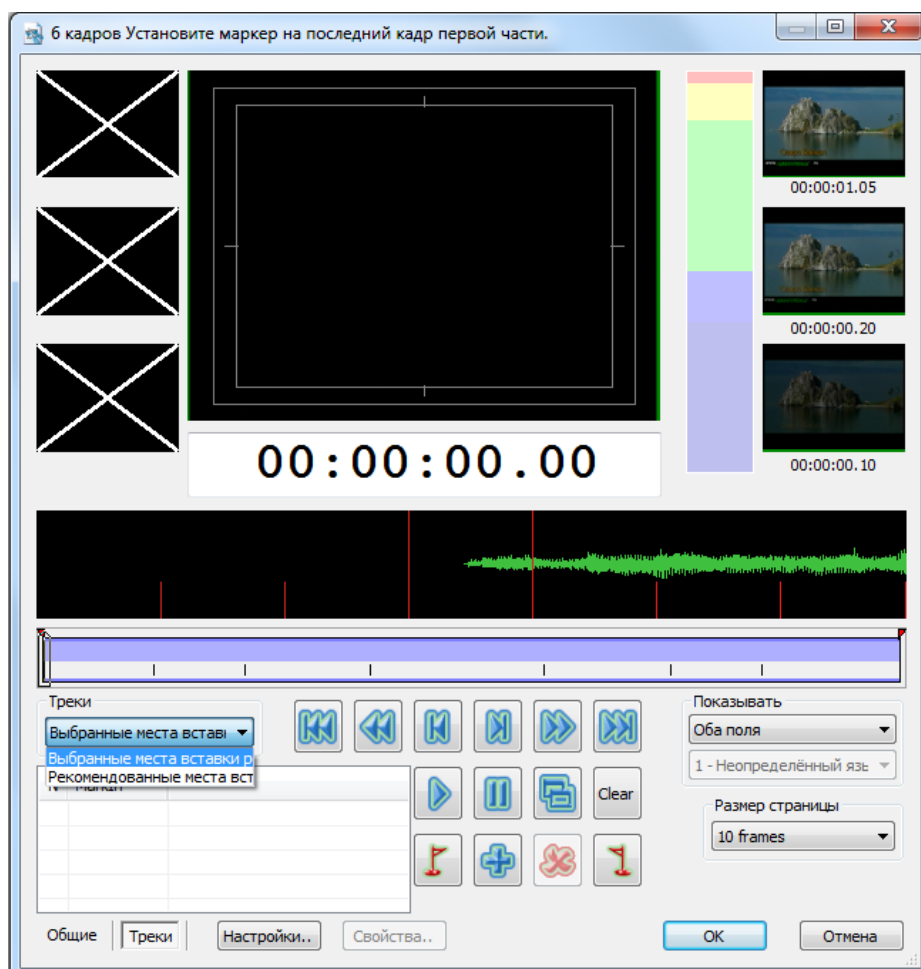 6 кадров Установите маркер на последний кадр первой части.
00:00:01.05
00:00:00.20
00:00:00.10
00:00:00.00
Треки
Выбранные места встав
Выбранные места вставки р
Рекомендованные места вст
Clear
Показывать
Оба поля
1 - Неопределённый язь
Размер страницы
10 frames
Общие
Треки
Настройки..
Свойства..
OK
Отмена